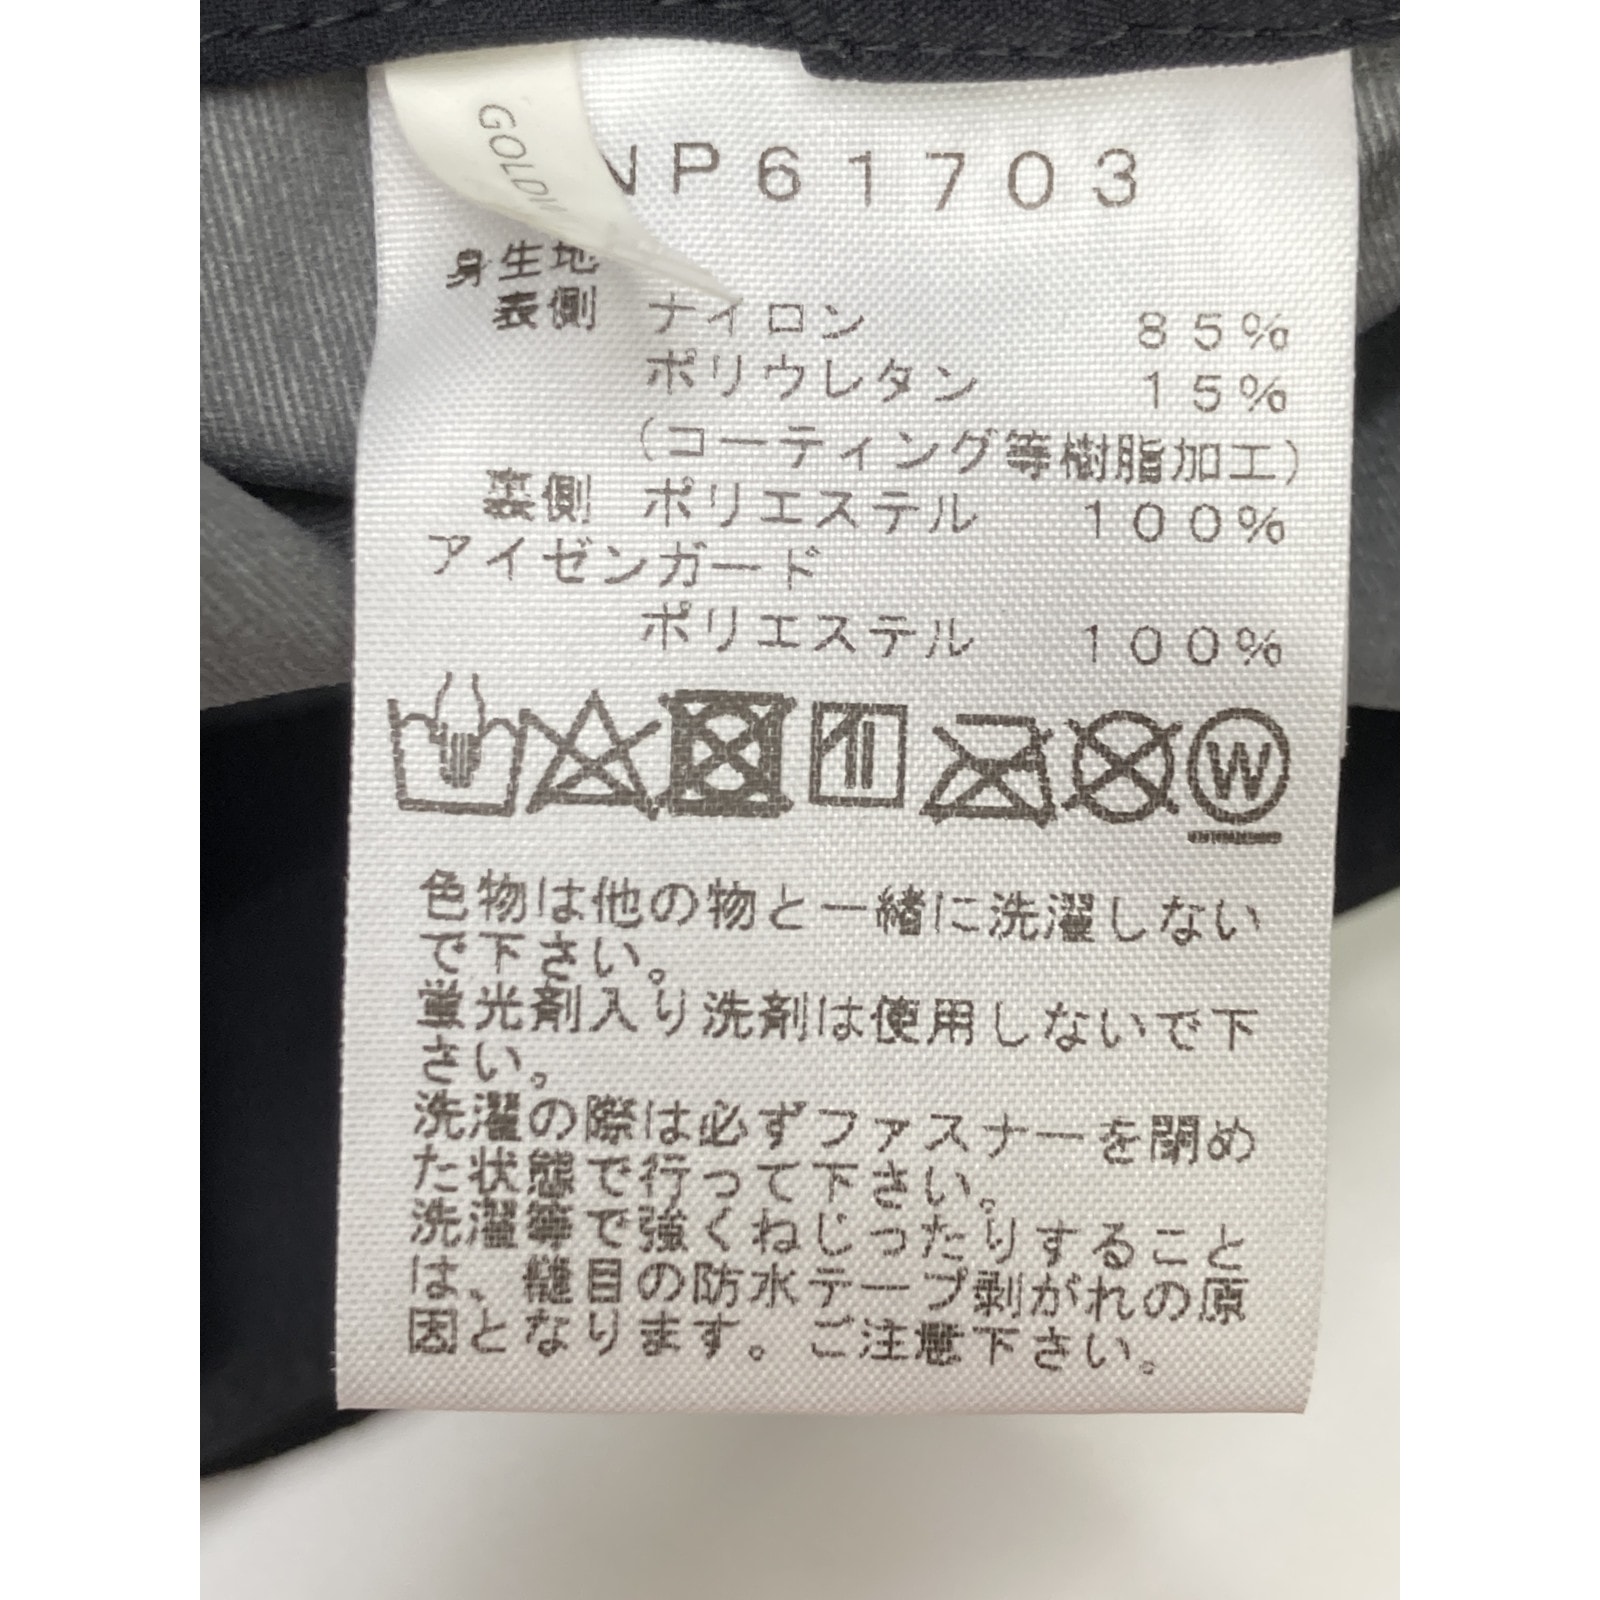 GOLDWI
NP61703
身生地
表側 ナイロン 85%
ポリウレタン 15%
(コーティング等樹脂加工)
裏側 ポリエステル 100%
アイゼンガード
ポリエステル 100%
W
色物は他の物と一緒に洗濯しない
で下さい。
蛍光剤入り洗剤は使用しないで下
さい。
洗濯の際は必ずファスナーを閉め
た状態で行って下さい。
洗濯等で強くねじったりすること
は、縫目の防水テープ剥がれの原
因となります。ご注意下さい。